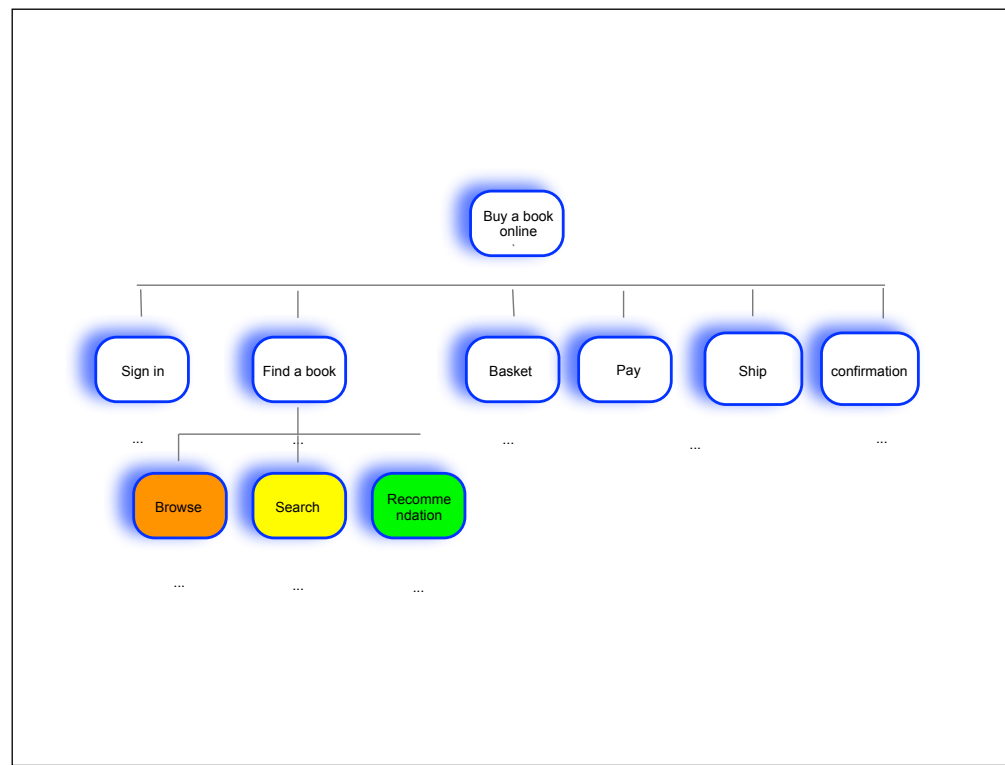 Buy a book
online
.
Sign in
Find a book
Basket
Pay
Ship
confirmation
...
...
...
...
...
Browse
Search
Recomme
ndation
...
...
...